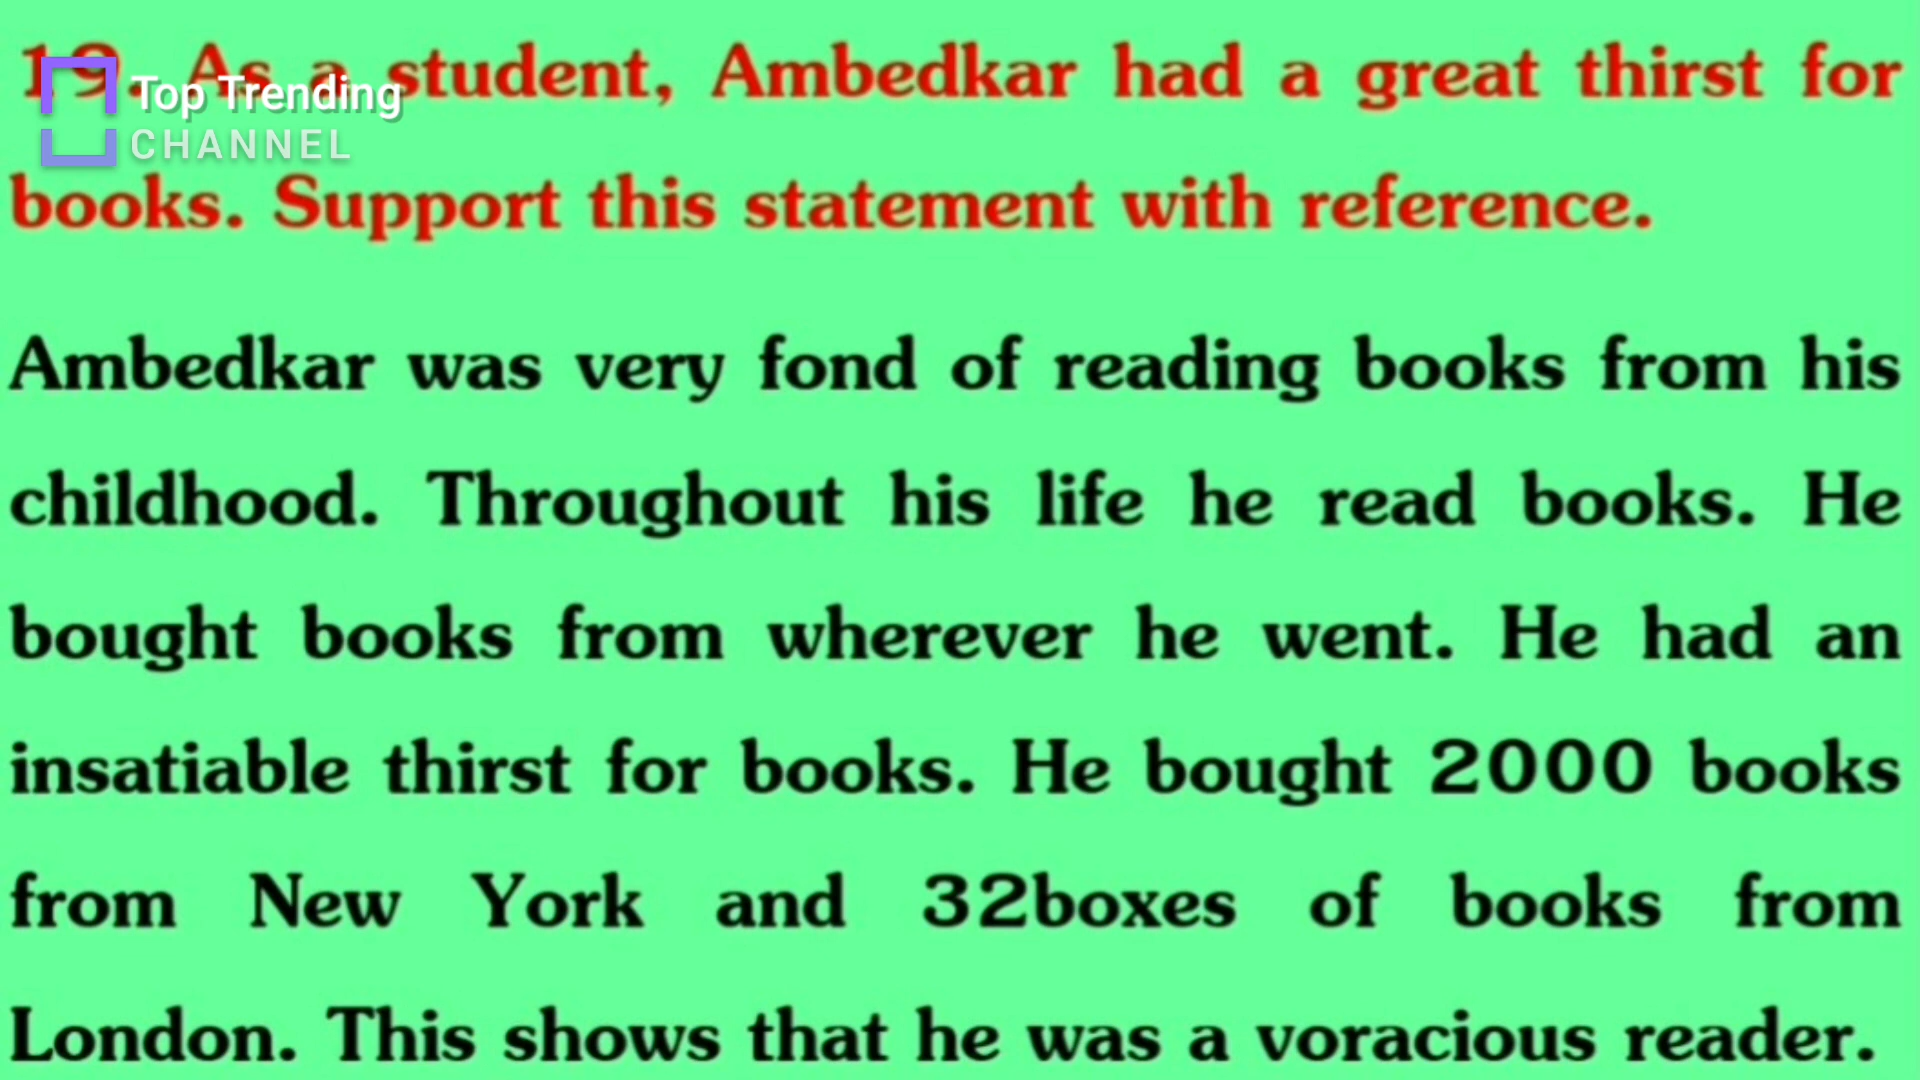 19. As a student, Ambedkar had a great thirst for
Top Trending
CHANNEL
books. Support this statement with reference.
Ambedkar was very fond of reading books from his
childhood. Throughout his life he read books. He
bought books from wherever he went. He had an
insatiable thirst for books. He bought 2000 books
from New York and 32boxes of books from
London. This shows that he was a voracious reader.